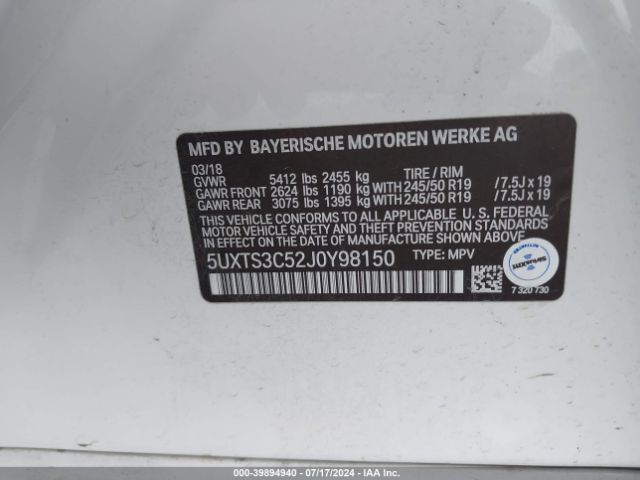 MFD BY BAYERISCHE MOTOREN WERKE AG
03/18
GVWR 5412 lbs 2455 kg TIRE / RIM
GAWR FRONT 2624 lbs 1190 kg WITH 245/50 R19 /7.5J x 19
GAWR REAR 3075 lbs 1395 kg WITH 245/50 R19 /7.5J x 19
THIS VEHICLE CONFORMS TO ALL APPLICABLE U. S. FEDERAL
MOTOR VEHICLE SAFETY AND THEFT PREVENTION STANDARDS
IN EFFECT ON THE DATE OF MANUFACTURE SHOWN ABOVE.
5UXTS3C52J0Y98150 TYPE: MPV
SiriusXM
7 320 730
000-39894940 / 07/17/2024 / IAA Inc.